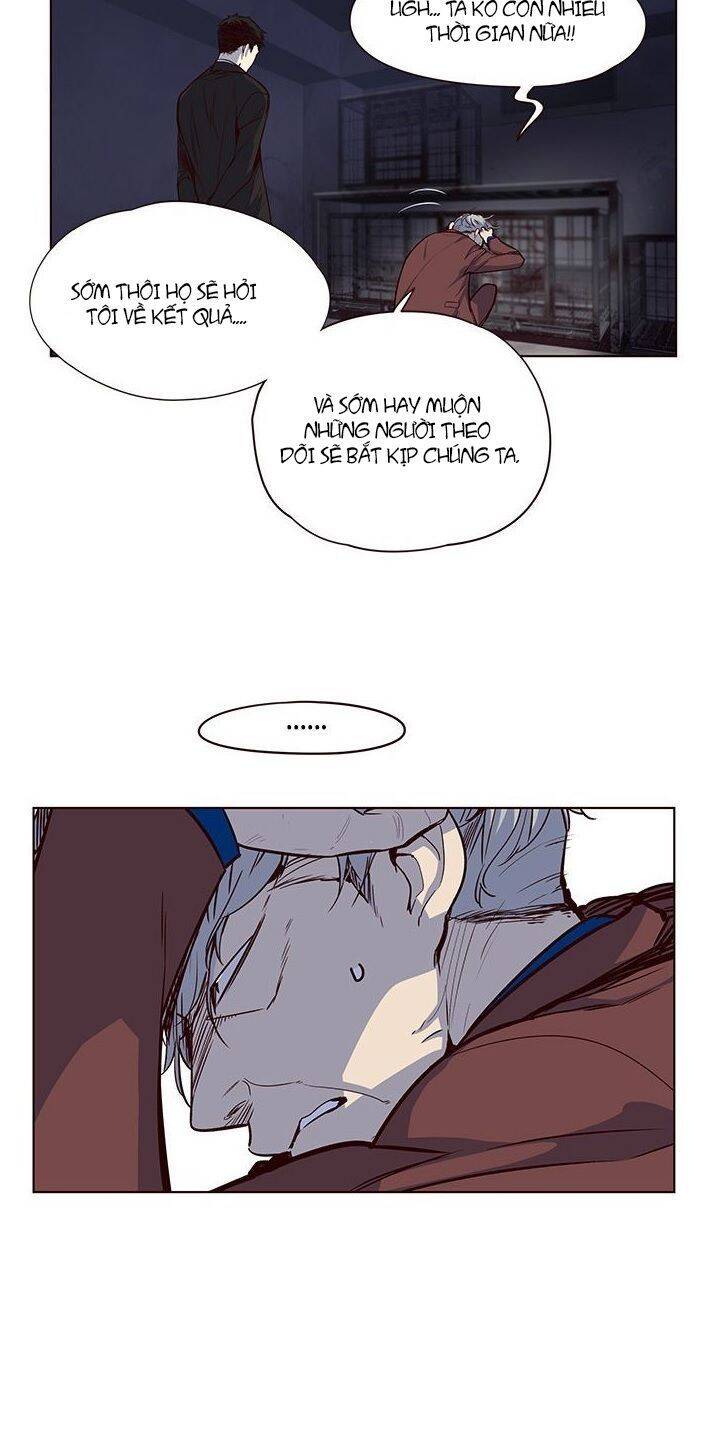 UGH... TA KO CÒN NHIỀU
THỜI GIAN NỮA!!
SỚM THÔI HỌ SẼ HỎI
TÔI VỀ KẾT QUẢ....
VÀ SỚM HAY MUỘN
NHỮNG NGƯỜI THEO
DÕI SẼ BẮT KỊP CHÚNG TA.
......